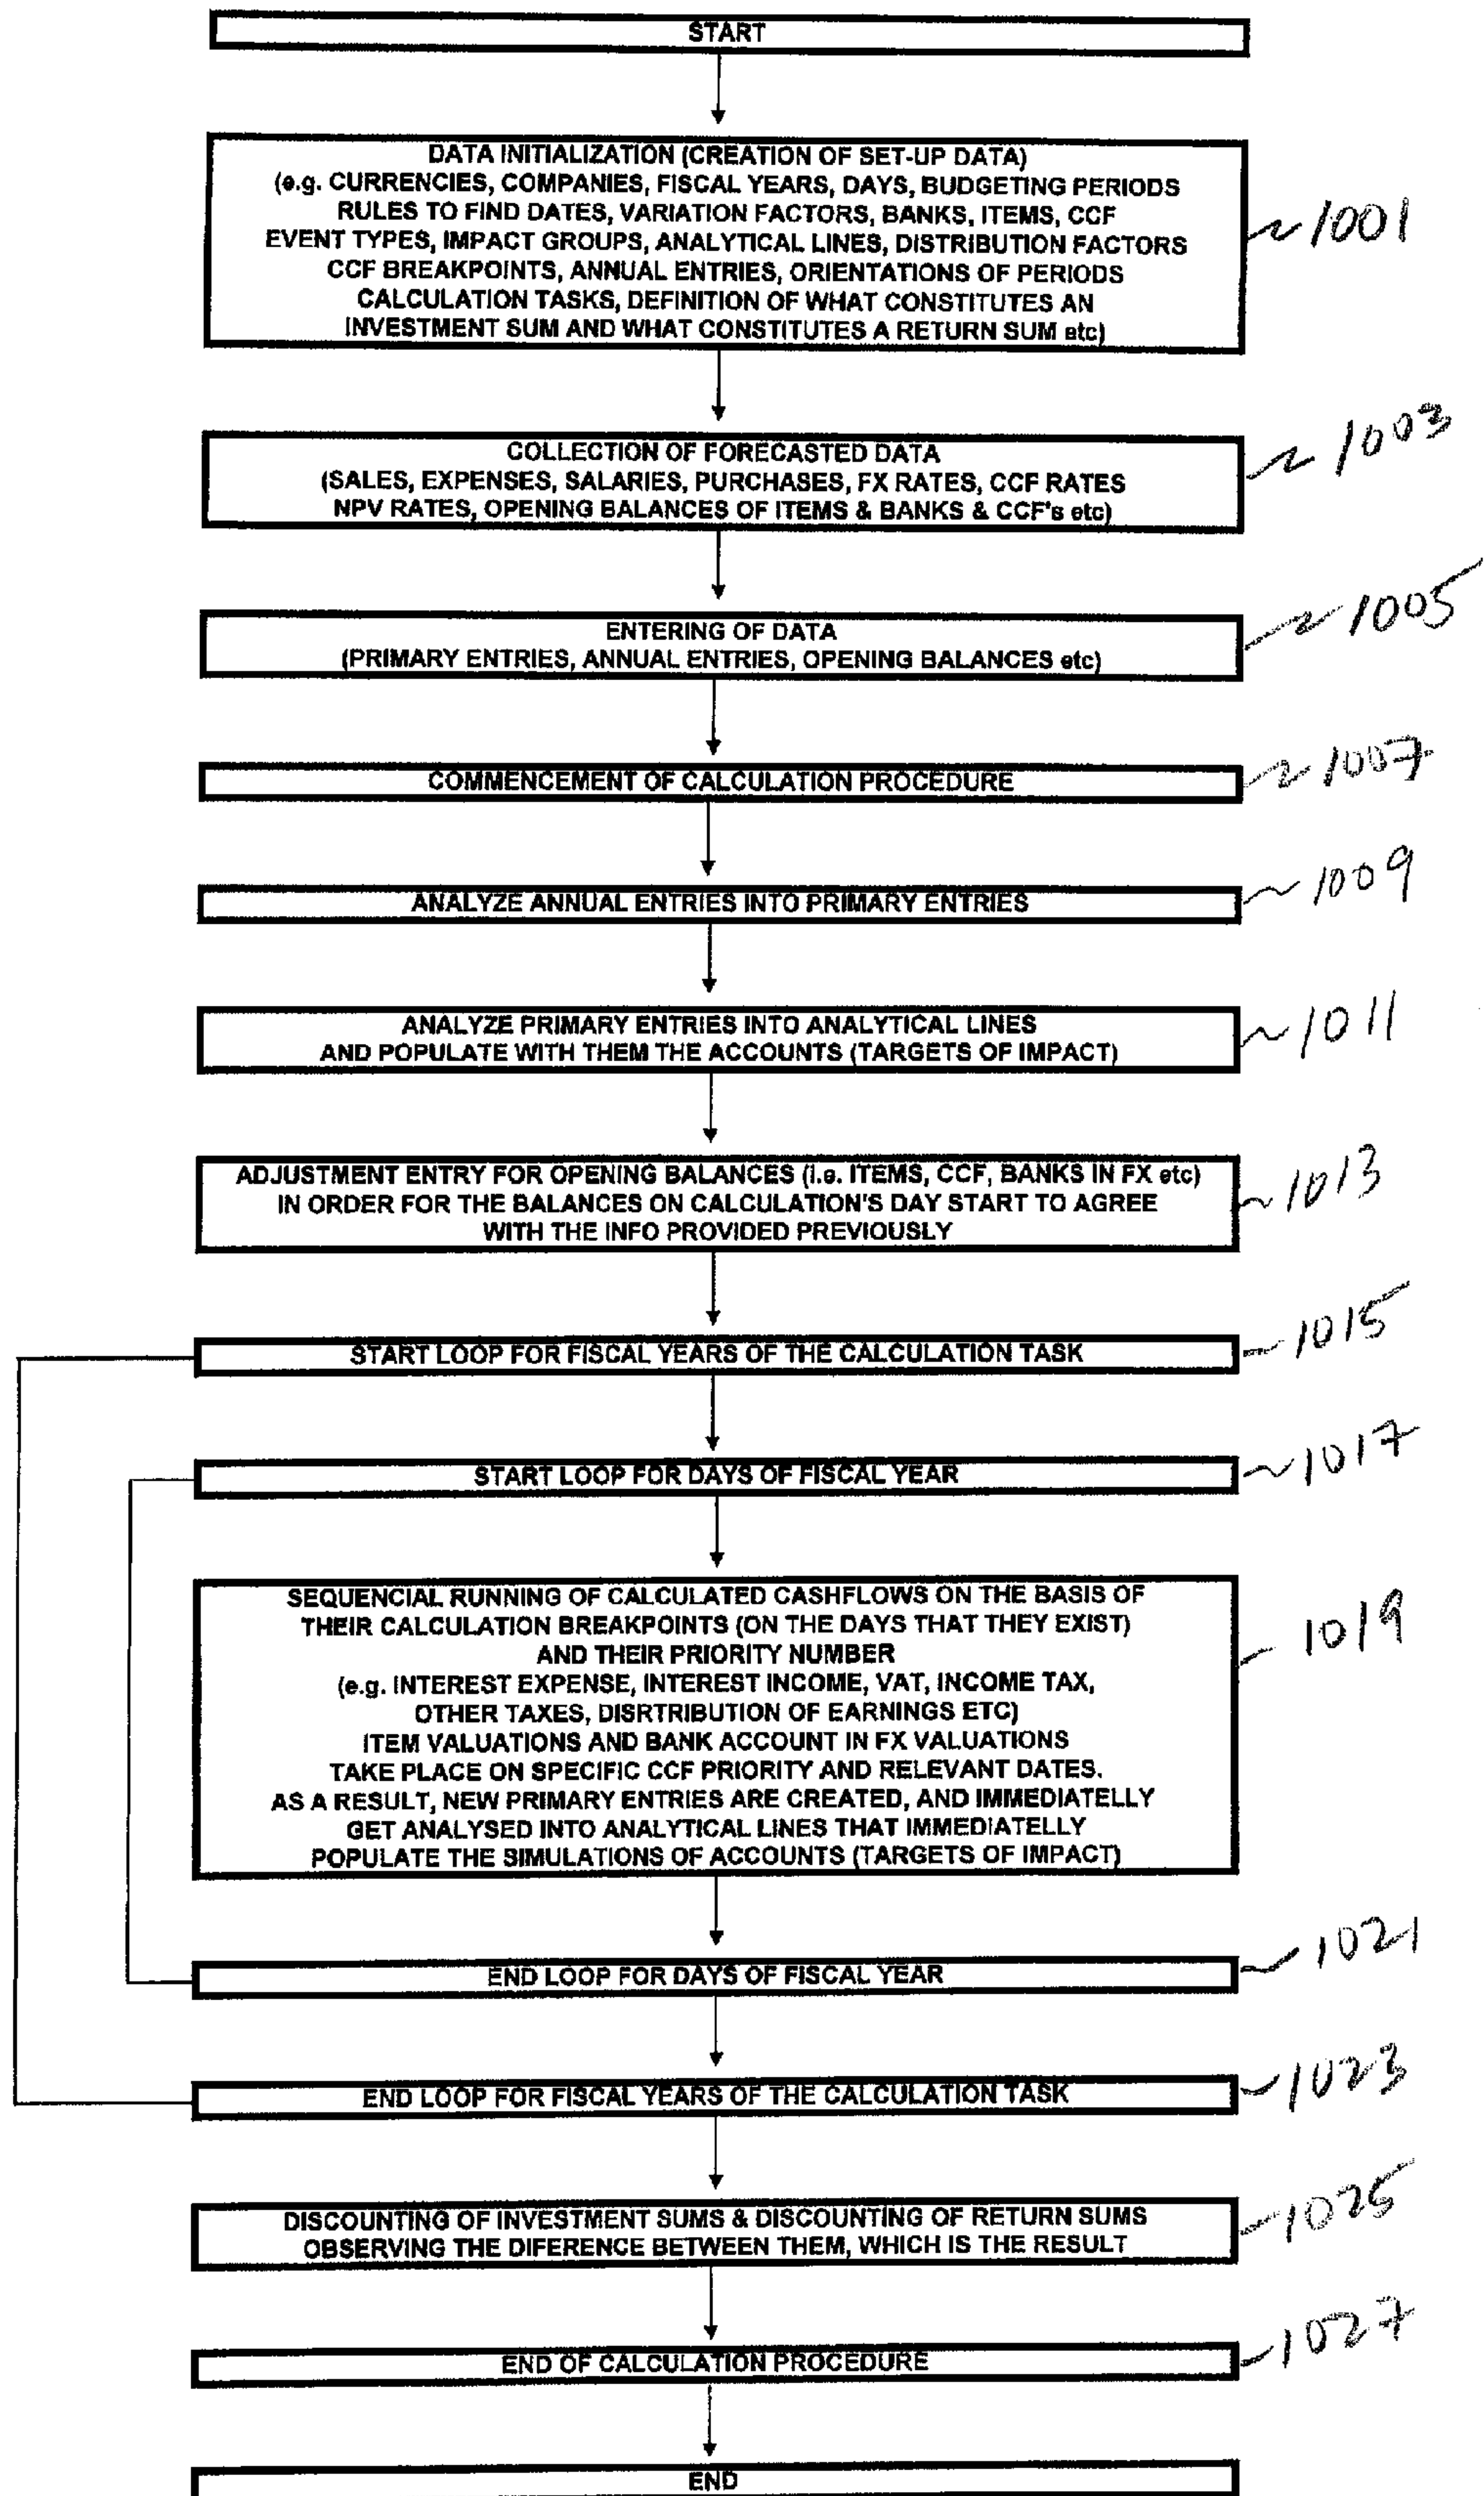 START
DATA INITIALIZATION (CREATION OF SET-UP DATA)
(e.g. CURRENCIES, COMPANIES, FISCAL YEARS, DAYS, BUDGETING PERIODS
RULES TO FIND DATES, VARIATION FACTORS, BANKS, ITEMS, CCF
EVENT TYPES, IMPACT GROUPS, ANALYTICAL LINES, DISTRIBUTION FACTORS
CCF BREAKPOINTS, ANNUAL ENTRIES, ORIENTATIONS OF PERIODS
CALCULATION TASKS, DEFINITION OF WHAT CONSTITUTES AN
INVESTMENT SUM AND WHAT CONSTITUTES A RETURN SUM etc)
1001
COLLECTION OF FORECASTED DATA
(SALES, EXPENSES, SALARIES, PURCHASES, FX RATES, CCF RATES
NPV RATES, OPENING BALANCES OF ITEMS & BANKS & CCF's etc)
1003
ENTERING OF DATA
(PRIMARY ENTRIES, ANNUAL ENTRIES, OPENING BALANCES etc)
1005
COMMENCEMENT OF CALCULATION PROCEDURE
1007
ANALYZE ANNUAL ENTRIES INTO PRIMARY ENTRIES
1009
ANALYZE PRIMARY ENTRIES INTO ANALYTICAL LINES
AND POPULATE WITH THEM THE ACCOUNTS (TARGETS OF IMPACT)
1011
ADJUSTMENT ENTRY FOR OPENING BALANCES (i.e. ITEMS, CCF, BANKS IN FX etc)
IN ORDER FOR THE BALANCES ON CALCULATION'S DAY START TO AGREE
WITH THE INFO PROVIDED PREVIOUSLY
1013
START LOOP FOR FISCAL YEARS OF THE CALCULATION TASK
1015
START LOOP FOR DAYS OF FISCAL YEAR
1017
SEQUENCIAL RUNNING OF CALCULATED CASHFLOWS ON THE BASIS OF
THEIR CALCULATION BREAKPOINTS (ON THE DAYS THAT THEY EXIST)
AND THEIR PRIORITY NUMBER
(e.g. INTEREST EXPENSE, INTEREST INCOME, VAT, INCOME TAX,
OTHER TAXES, DISRTRIBUTION OF EARNINGS ETC)
ITEM VALUATIONS AND BANK ACCOUNT IN FX VALUATIONS
TAKE PLACE ON SPECIFIC CCF PRIORITY AND RELEVANT DATES.
AS A RESULT, NEW PRIMARY ENTRIES ARE CREATED, AND IMMEDIATELLY
GET ANALYSED INTO ANALYTICAL LINES THAT IMMEDIATELLY
POPULATE THE SIMULATIONS OF ACCOUNTS (TARGETS OF IMPACT)
1019
END LOOP FOR DAYS OF FISCAL YEAR
1021
END LOOP FOR FISCAL YEARS OF THE CALCULATION TASK
1023
DISCOUNTING OF INVESTMENT SUMS & DISCOUNTING OF RETURN SUMS
OBSERVING THE DIFERENCE BETWEEN THEM, WHICH IS THE RESULT
1025
END OF CALCULATION PROCEDURE
1027
END